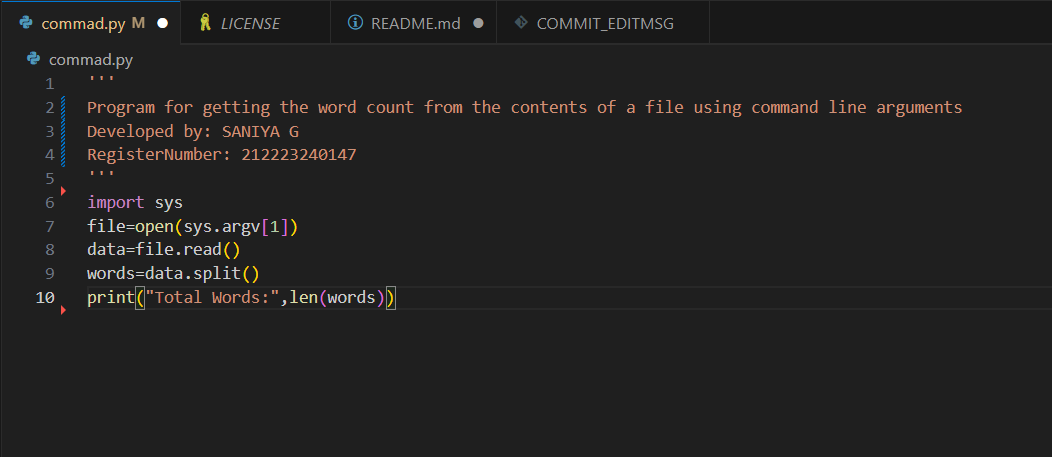 commad.py M LICENSE README.md COMMIT_EDITMSG
commad.py
1 '''
2 Program for getting the word count from the contents of a file using command line arguments
3 Developed by: SANIYA G
4 RegisterNumber: 212223240147
5 '''
6 import sys
7 file=open(sys.argv[1])
8 data=file.read()
9 words=data.split()
10 print("Total Words:",len(words))